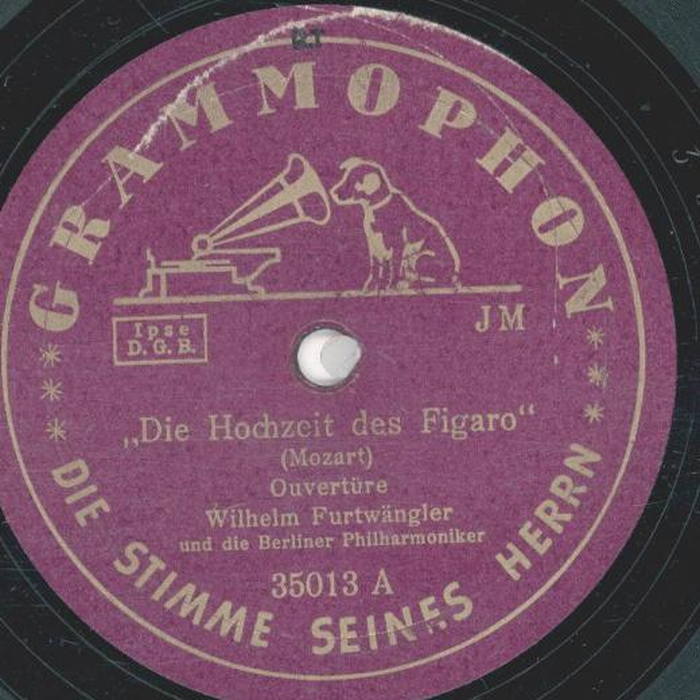 GRAMMOPHON
Ipse
D.G.B.
JM
„Die Hochzeit des Figaro“
(Mozart)
Ouvertüre
Wilhelm Furtwängler
und die Berliner Philharmoniker
35013 A
DIE STIMME SEINES HERRN